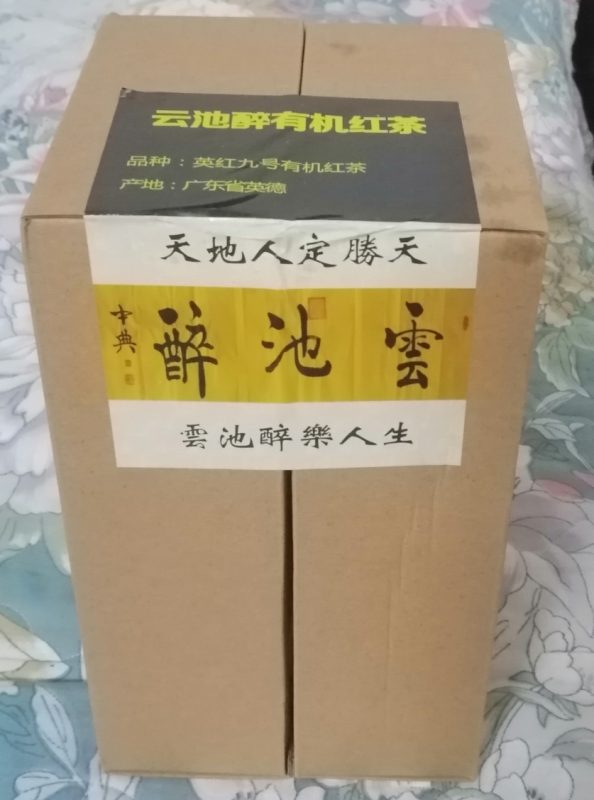 云池醉有机红茶
品种：英红九号有机红茶
产地：广东省英德
天地人定勝天
雲池醉
雲池醉樂人生